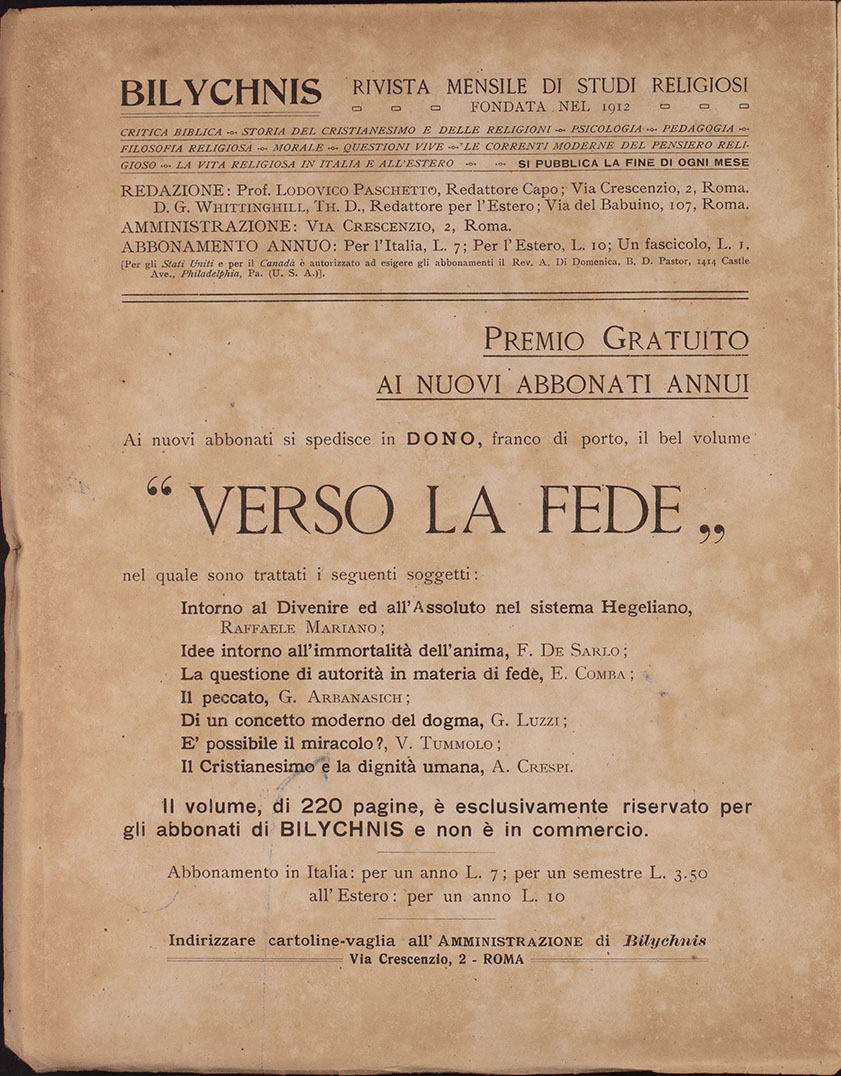 BILYCHNIS RIVISTA MENSILE DI STUDI RELIGIOSI
FONDATA NEL 1912
CRITICA BIBLICA STORIA DEL CRISTIANESIMO E DELLE RELIGIONI PSICOLOGIA PEDAGOGIA
FILOSOFIA RELIGIOSA MORALE QUESTIONI VIVE LE CORRENTI MODERNE DEL PENSIERO RELI-
GIOSO LA VITA RELIGIOSA IN ITALIA E ALL'ESTERO SI PUBBLICA LA FINE DI OGNI MESE
REDAZIONE: Prof. LODOVICO PASCHETTO, Redattore Capo; Via Crescenzio, 2, Roma.
D. G. WHITTINGHILL, TH. D., Redattore per l'Estero; Via del Babuino, 107, Roma.
AMMINISTRAZIONE: VIA CRESCENZIO, 2, ROMA.
ABBONAMENTO ANNUO: Per l'Italia, L. 7; Per l'Estero, L. 10; Un fascicolo, L. 1.
[Per gli Stati Uniti e per il Canadà è autorizzato ad esigere gli abbonamenti il Rev. A. Di Domenica, B. D. Pastor, 1414 Castle
Ave., Philadelphia, Pa. (U. S. A.)].
PREMIO GRATUITO
AI NUOVI ABBONATI ANNUI
Ai nuovi abbonati si spedisce in DONO, franco di porto, il bel volume
“ VERSO LA FEDE „
nel quale sono trattati i seguenti soggetti:
Intorno al Divenire ed all'Assoluto nel sistema Hegeliano,
RAFFAELE MARIANO;
Idee intorno all'immortalità dell'anima, F. DE SARLO;
La questione di autorità in materia di fede, E. COMBA;
Il peccato, G. ARBANASICH;
Di un concetto moderno del dogma, G. LUZZI;
E' possibile il miracolo?, V. TUMMOLO;
Il Cristianesimo e la dignità umana, A. CRESPI.
Il volume, di 220 pagine, è esclusivamente riservato per
gli abbonati di BILYCHNIS e non è in commercio.
Abbonamento in Italia: per un anno L. 7; per un semestre L. 3.50
all'Estero: per un anno L. 10
Indirizzare cartoline-vaglia all'AMMINISTRAZIONE di Bilychnis
Via Crescenzio, 2 - ROMA